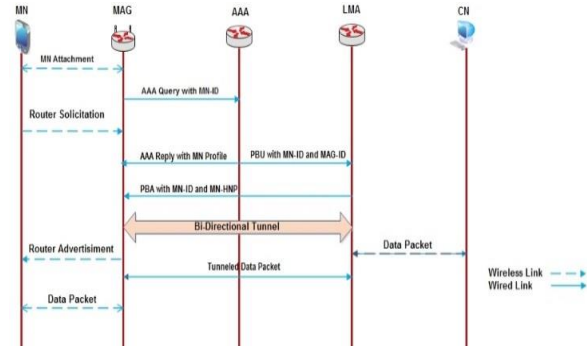 MN MAG AAA LMA CN
MN Attachment
AAA Query with MN-ID
Router Solicitation
AAA Reply with MN Profile PBU with MN-ID and MAG-ID
PBA with MN-ID and MN-HNP
Bi-Directional Tunnel
Data Packet
Router Advertisiment
Tunneled Data Packet
Wireless Link
Wired Link
Data Packet